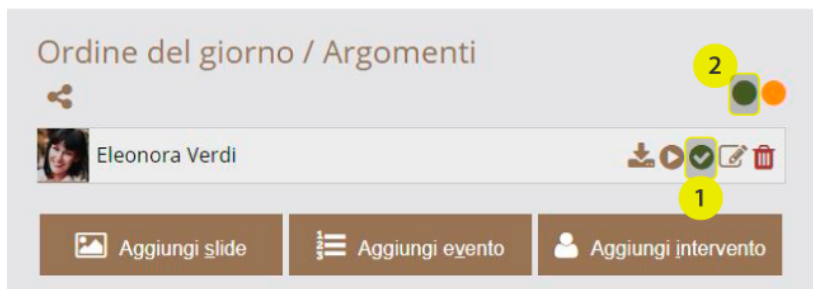 Ordine del giorno / Argomenti
2
Eleonora Verdi
1
Aggiungi slide
Aggiungi evento
Aggiungi intervento